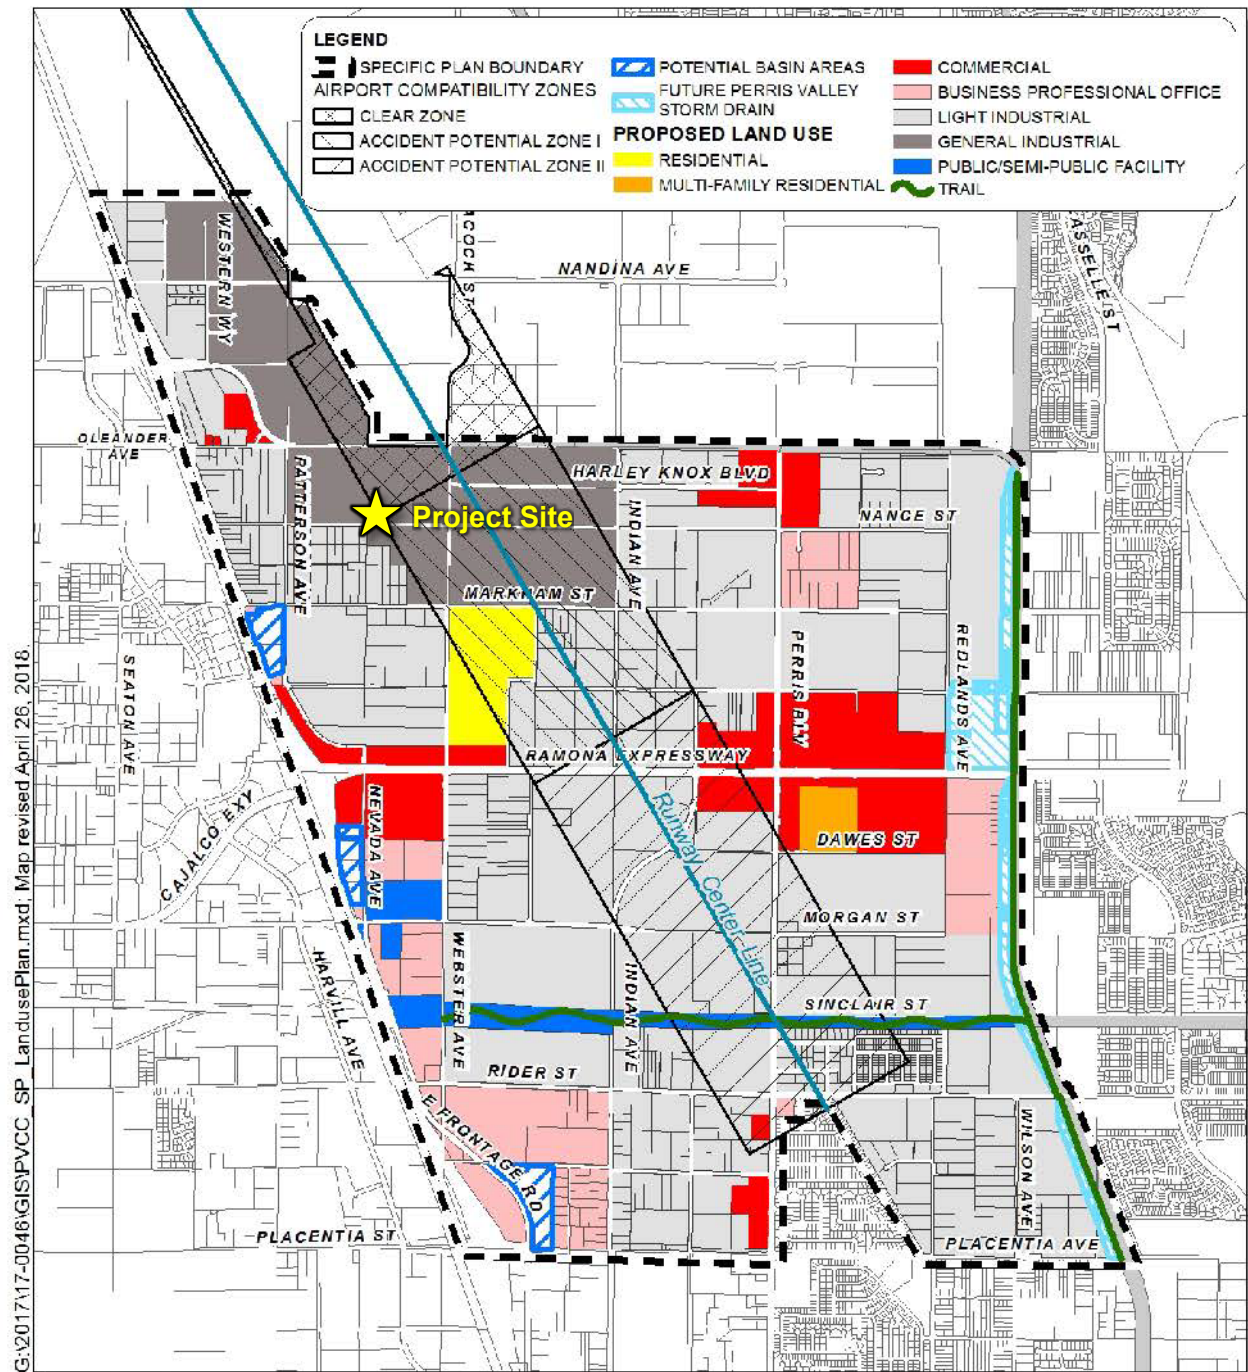 LEGEND
SPECIFIC PLAN BOUNDARY
AIRPORT COMPATIBILITY ZONES
CLEAR ZONE
ACCIDENT POTENTIAL ZONE I
ACCIDENT POTENTIAL ZONE II
POTENTIAL BASIN AREAS
FUTURE PERRIS VALLEY
STORM DRAIN
PROPOSED LAND USE
RESIDENTIAL
MULTI-FAMILY RESIDENTIAL
COMMERCIAL
BUSINESS PROFESSIONAL OFFICE
LIGHT INDUSTRIAL
GENERAL INDUSTRIAL
PUBLIC/SEMI-PUBLIC FACILITY
TRAIL
WESTERN WY
ACOCH ST
NANDINA AVE
ASSELLE ST
OLEANDER
AVE
PATTERSON AVE
HARLEY KNOX BLVD
INDIAN AVE
NANCE ST
Project Site
MARKHAM ST
SEATON AVE
PERRIS BLV
REDLANDS AVE
RAMONA EXPRESSWAY
CAJALCO EXY
NEVADA AVE
Runway Center Line
DAWES ST
MORGAN ST
HARVILL AVE
WEBSTER AVE
INDIAN AVE
SINCLAIR ST
RIDER ST
E FRONTAGE RD
WILSON AVE
PLACENTIA ST
PLACENTIA AVE
G:\2017\17-0046\GIS\PVCC_SP_LandusePlan.mxd; Map revised April 26, 2018.